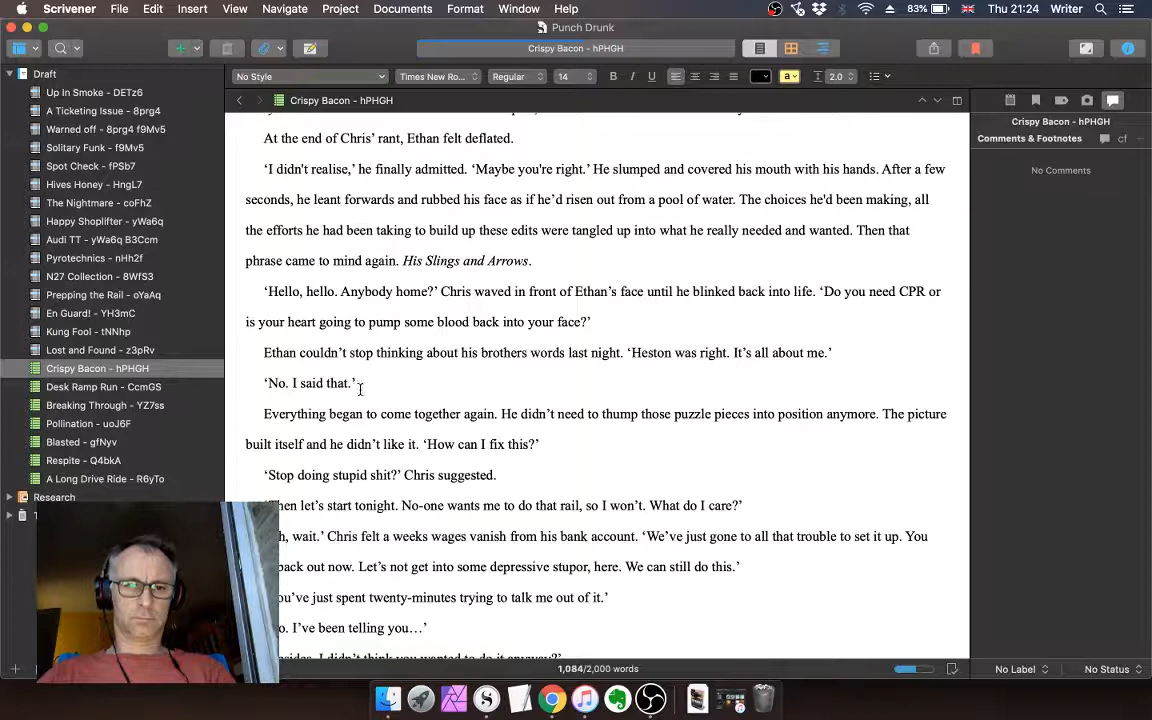 Scrivener File Edit Insert View Navigate Project Documents Format Window Help 83% Thu 21:24 Writer
Punch Drunk
Crispy Bacon - hPHGH
Draft
Up In Smoke - DETz6
A Ticketing Issue - 8prg4
Warned off - 8prg4 f9Mv5
Solitary Funk - f9Mv5
Spot Check - fPSb7
Hives Honey - HngL7
The Nightmare - coFhZ
Happy Shoplifter - yWa6q
Audi TT - yWa6q B3Ccm
Pyrotechnics - nHh2f
N27 Collection - 8WfS3
Prepping the Rail - oYaAq
En Guard! - YH3mC
Kung Fool - tNNhp
Lost and Found - z3pRv
Crispy Bacon - hPHGH
Desk Ramp Run - CcmGS
Breaking Through - YZ7ss
Pollination - uoJ6F
Blasted - gfNyv
Respite - Q4bkA
A Long Drive Ride - R6yTo
Research
No Style Times New Ro... Regular 14 B I U a 2.0
Crispy Bacon - hPHGH
At the end of Chris’ rant, Ethan felt deflated.
‘I didn't realise,’ he finally admitted. ‘Maybe you're right.’ He slumped and covered his mouth with his hands. After a few
seconds, he leant forwards and rubbed his face as if he’d risen out from a pool of water. The choices he'd been making, all
the efforts he had been taking to build up these edits were tangled up into what he really needed and wanted. Then that
phrase came to mind again. His Slings and Arrows.
‘Hello, hello. Anybody home?’ Chris waved in front of Ethan’s face until he blinked back into life. ‘Do you need CPR or
is your heart going to pump some blood back into your face?’
Ethan couldn’t stop thinking about his brothers words last night. ‘Heston was right. It’s all about me.’
‘No. I said that.’
Everything began to come together again. He didn’t need to thump those puzzle pieces into position anymore. The picture
built itself and he didn’t like it. ‘How can I fix this?’
‘Stop doing stupid shit?’ Chris suggested.
let’s start tonight. No-one wants me to do that rail, so I won’t. What do I care?’
wait.’ Chris felt a weeks wages vanish from his bank account. ‘We’ve just gone to all that trouble to set it up. You
back out now. Let’s not get into some depressive stupor, here. We can still do this.’
just spent twenty-minutes trying to talk me out of it.’
I’ve been telling you…’
I didn’t think you wanted to do it anyway?’
1,084/2,000 words
Crispy Bacon - hPHGH
Comments & Footnotes cf
No Comments
No Label No Status